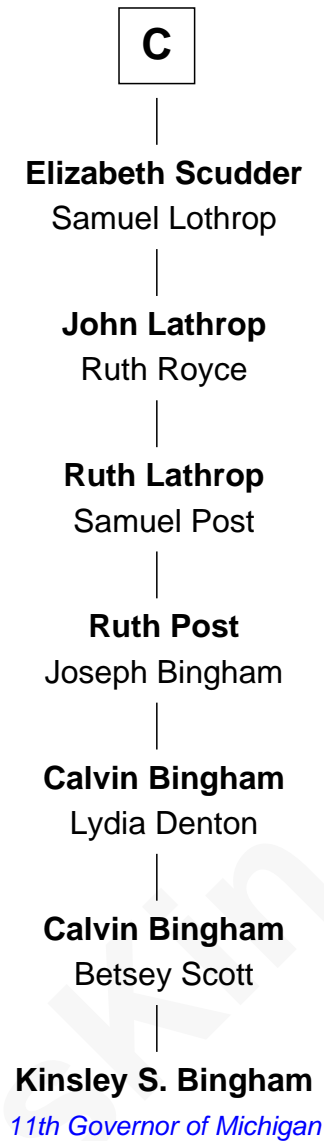 C
Elizabeth Scudder
Samuel Lothrop
John Lathrop
Ruth Royce
Ruth Lathrop
Samuel Post
Ruth Post
Joseph Bingham
Calvin Bingham
Lydia Denton
Calvin Bingham
Betsey Scott
Kinsley S. Bingham
11th Governor of Michigan